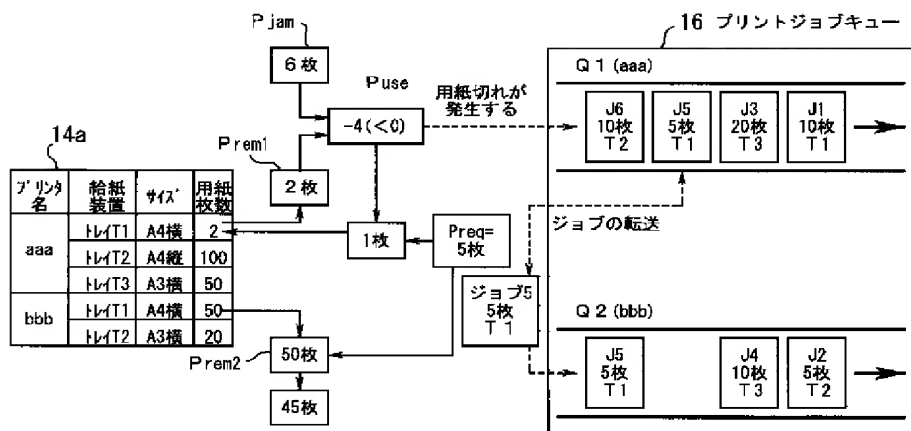 16 プリントジョブキュー
P jam
6枚
P use
-4(<0)
用紙切れが
発生する
P rem1
2枚
14a
プリンタ
名
給紙
装置
サイズ
用紙
枚数
aaa
トレイT1
A4横
2
トレイT2
A4縦
100
トレイT3
A3横
50
bbb
トレイT1
A4横
50
トレイT2
A3横
20
1枚
Preq=
5枚
P rem2
50枚
45枚
Q1 (aaa)
J6
10枚
T2
J5
5枚
T1
J3
20枚
T3
J1
10枚
T1
ジョブの転送
ジョブ5
5枚
T1
Q2 (bbb)
J5
5枚
T1
J4
10枚
T3
J2
5枚
T2